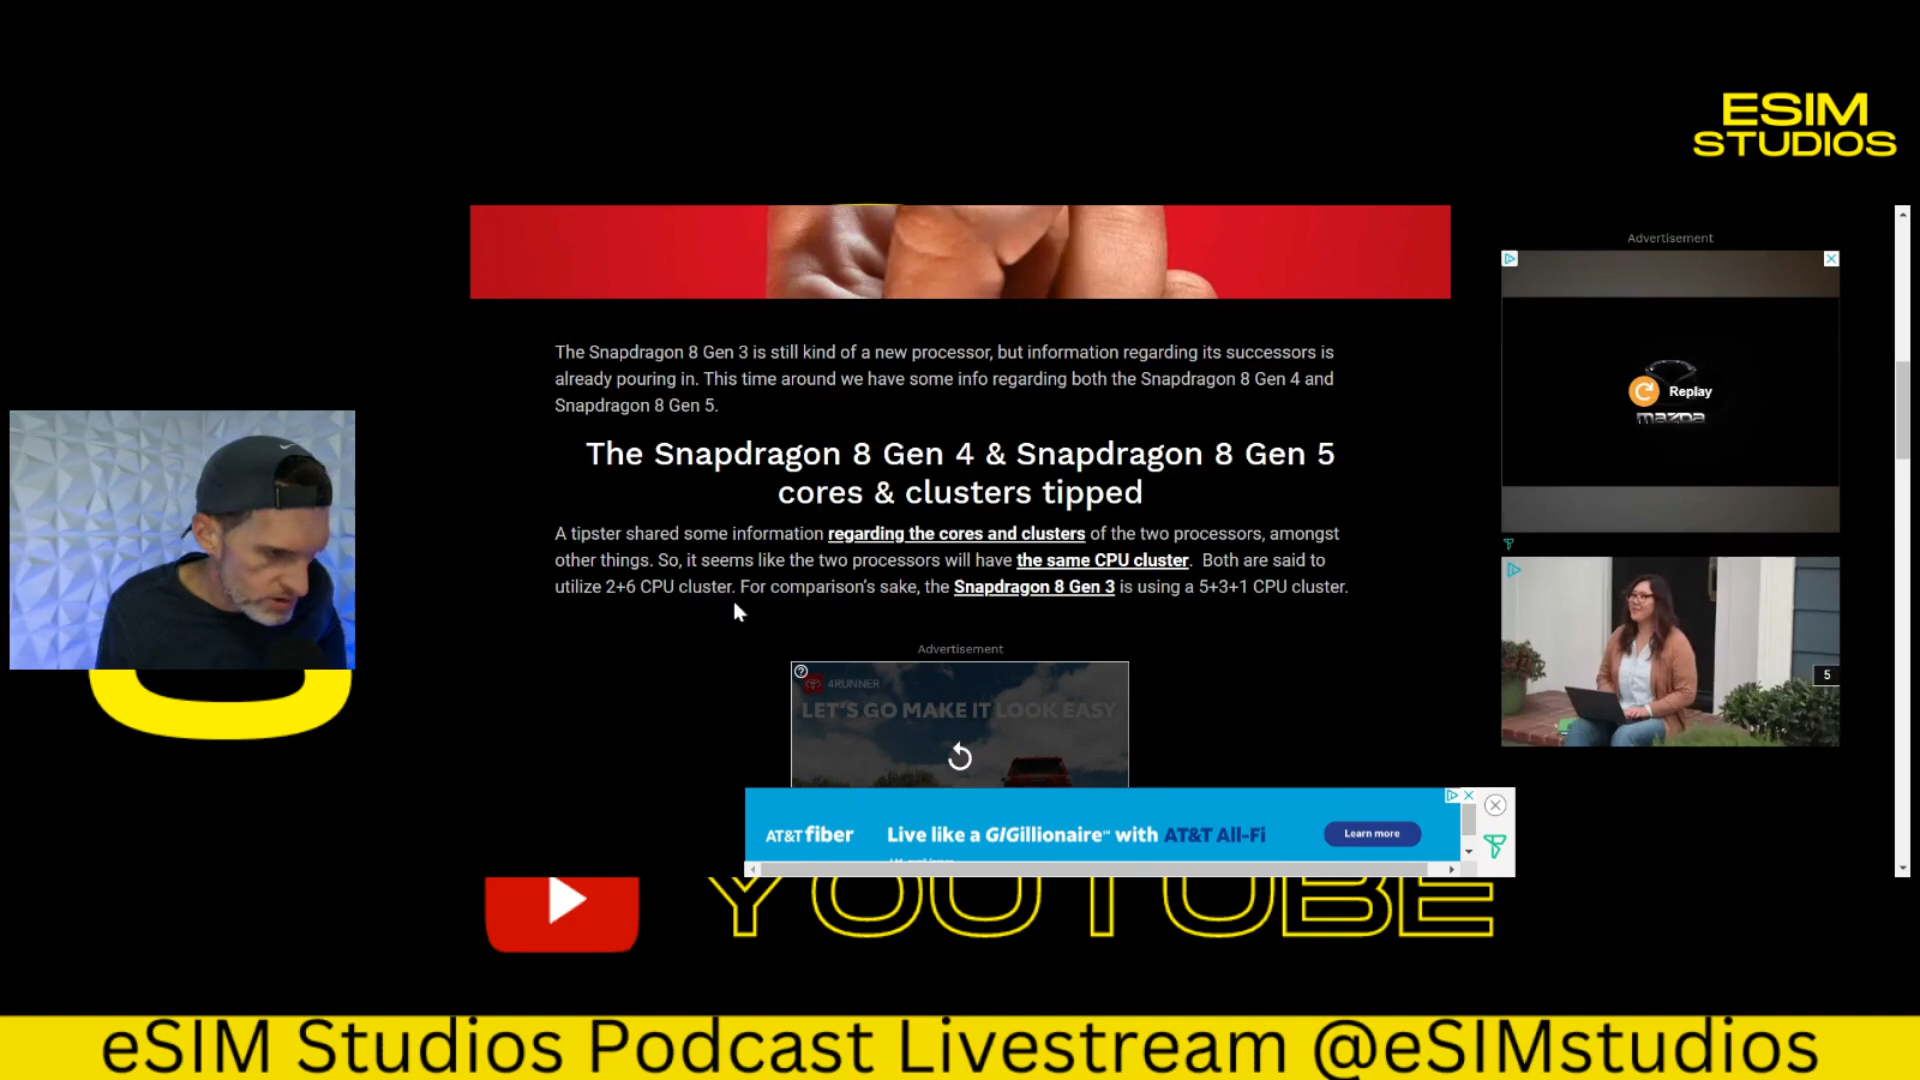 ESIM
STUDIOS
Advertisement
Replay
mazda
The Snapdragon 8 Gen 3 is still kind of a new processor, but information regarding its successors is
already pouring in. This time around we have some info regarding both the Snapdragon 8 Gen 4 and
Snapdragon 8 Gen 5.
The Snapdragon 8 Gen 4 & Snapdragon 8 Gen 5
cores & clusters tipped
A tipster shared some information regarding the cores and clusters of the two processors, amongst
other things. So, it seems like the two processors will have the same CPU cluster. Both are said to
utilize 2+6 CPU cluster. For comparison's sake, the Snapdragon 8 Gen 3 is using a 5+3+1 CPU cluster.
5
Advertisement
4RUNNER
LET'S GO MAKE IT LOOK EASY
AT&T fiber
Live like a GIGillionaire℠ with AT&T All-Fi
Learn more
YOUTUBE
eSIM Studios Podcast Livestream @eSIMstudios